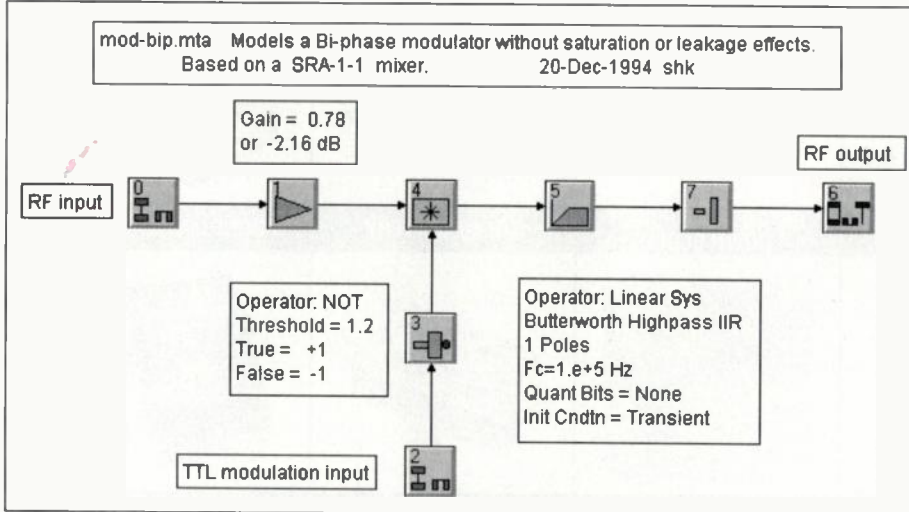 mod-bip.mta Models a Bi-phase modulator without saturation or leakage effects.
Based on a SRA-1-1 mixer. 20-Dec-1994 shk
Gain = 0.78
or -2.16 dB
RF output
RF input
0
1
4
5
7
6
Operator: NOT
Threshold = 1.2
True = +1
False = -1
3
Operator: Linear Sys
Butterworth Highpass IIR
1 Poles
Fc=1.e+5 Hz
Quant Bits = None
Init Cndtn = Transient
TTL modulation input
2